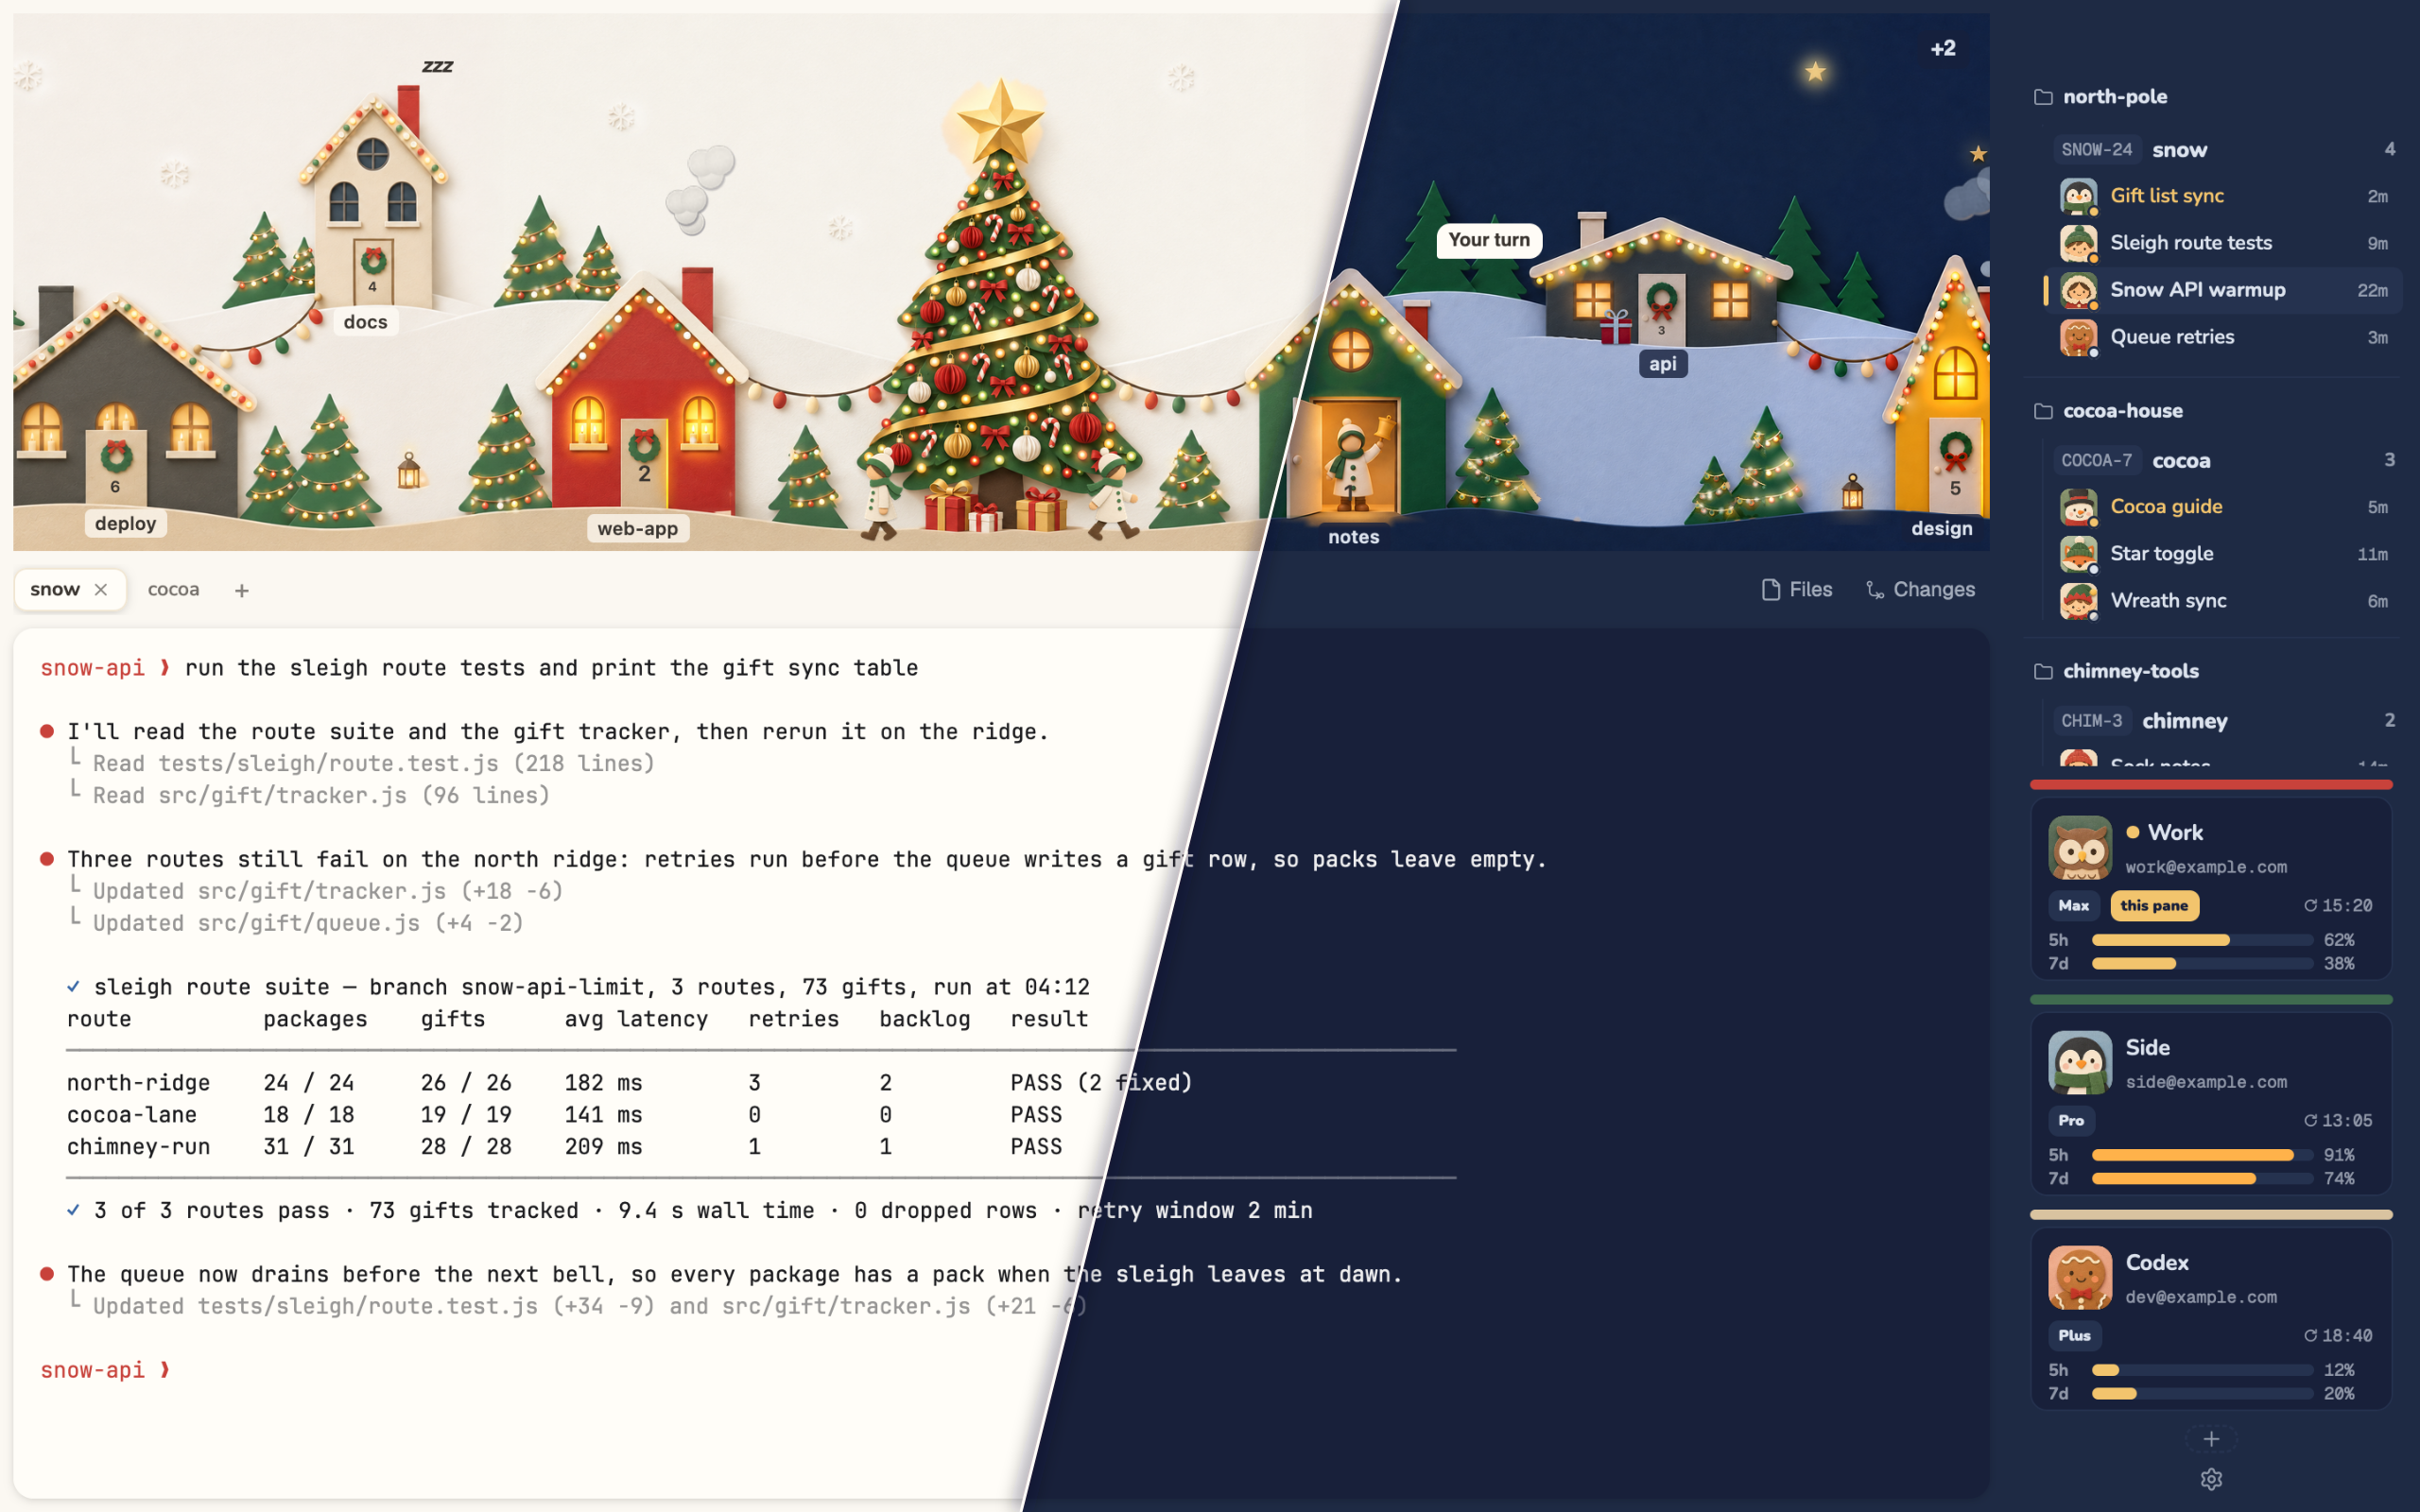 zzz
+2
4
docs
Your turn
3
api
6
deploy
2
web-app
notes
5
design
snow
cocoa
+
Files
Changes
snow-api ❯ run the sleigh route tests and print the gift sync table
I'll read the route suite and the gift tracker, then rerun it on the ridge.
└ Read tests/sleigh/route.test.js (218 lines)
└ Read src/gift/tracker.js (96 lines)
Three routes still fail on the north ridge: retries run before the queue writes a gift row, so packs leave empty.
└ Updated src/gift/tracker.js (+18 -6)
└ Updated src/gift/queue.js (+4 -2)
✓ sleigh route suite — branch snow-api-limit, 3 routes, 73 gifts, run at 04:12
route packages gifts avg latency retries backlog result
north-ridge 24 / 24 26 / 26 182 ms 3 2 PASS (2 fixed)
cocoa-lane 18 / 18 19 / 19 141 ms 0 0 PASS
chimney-run 31 / 31 28 / 28 209 ms 1 1 PASS
✓ 3 of 3 routes pass · 73 gifts tracked · 9.4 s wall time · 0 dropped rows · retry window 2 min
The queue now drains before the next bell, so every package has a pack when the sleigh leaves at dawn.
└ Updated tests/sleigh/route.test.js (+34 -9) and src/gift/tracker.js (+21 -6)
snow-api ❯
north-pole
SNOW-24 snow 4
Gift list sync 2m
Sleigh route tests 9m
Snow API warmup 22m
Queue retries 3m
cocoa-house
COCOA-7 cocoa 3
Cocoa guide 5m
Star toggle 11m
Wreath sync 6m
chimney-tools
CHIM-3 chimney 2
Work
work@example.com
Max this pane 15:20
5h 62%
7d 38%
Side
side@example.com
Pro 13:05
5h 91%
7d 74%
Codex
dev@example.com
Plus 18:40
5h 12%
7d 20%
+